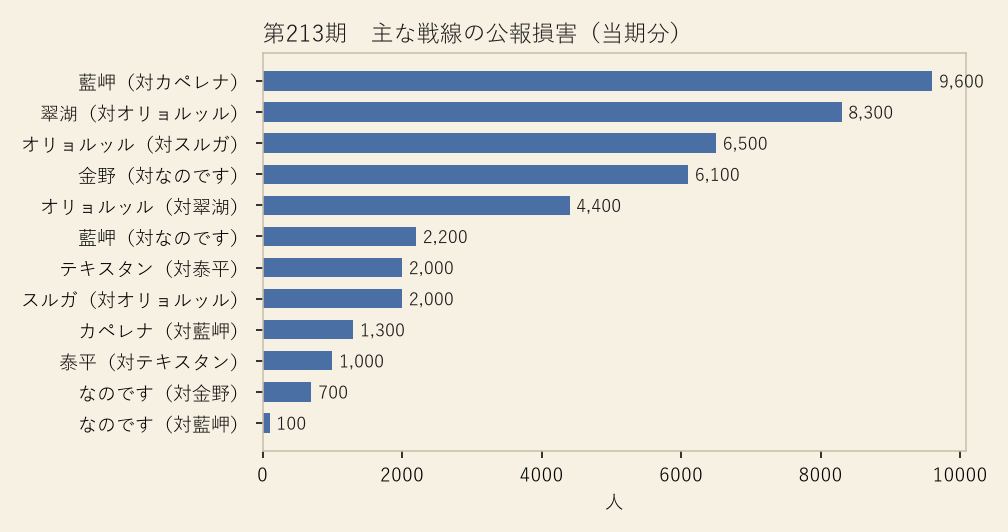 第213期　主な戦線の公報損害（当期分）
藍岬（対カペレナ） 9,600
翠湖（対オリョルッル） 8,300
オリョルッル（対スルガ） 6,500
金野（対なのです） 6,100
オリョルッル（対翠湖） 4,400
藍岬（対なのです） 2,200
テキスタン（対泰平） 2,000
スルガ（対オリョルッル） 2,000
カペレナ（対藍岬） 1,300
泰平（対テキスタン） 1,000
なのです（対金野） 700
なのです（対藍岬） 100
0 2000 4000 6000 8000 10000
人